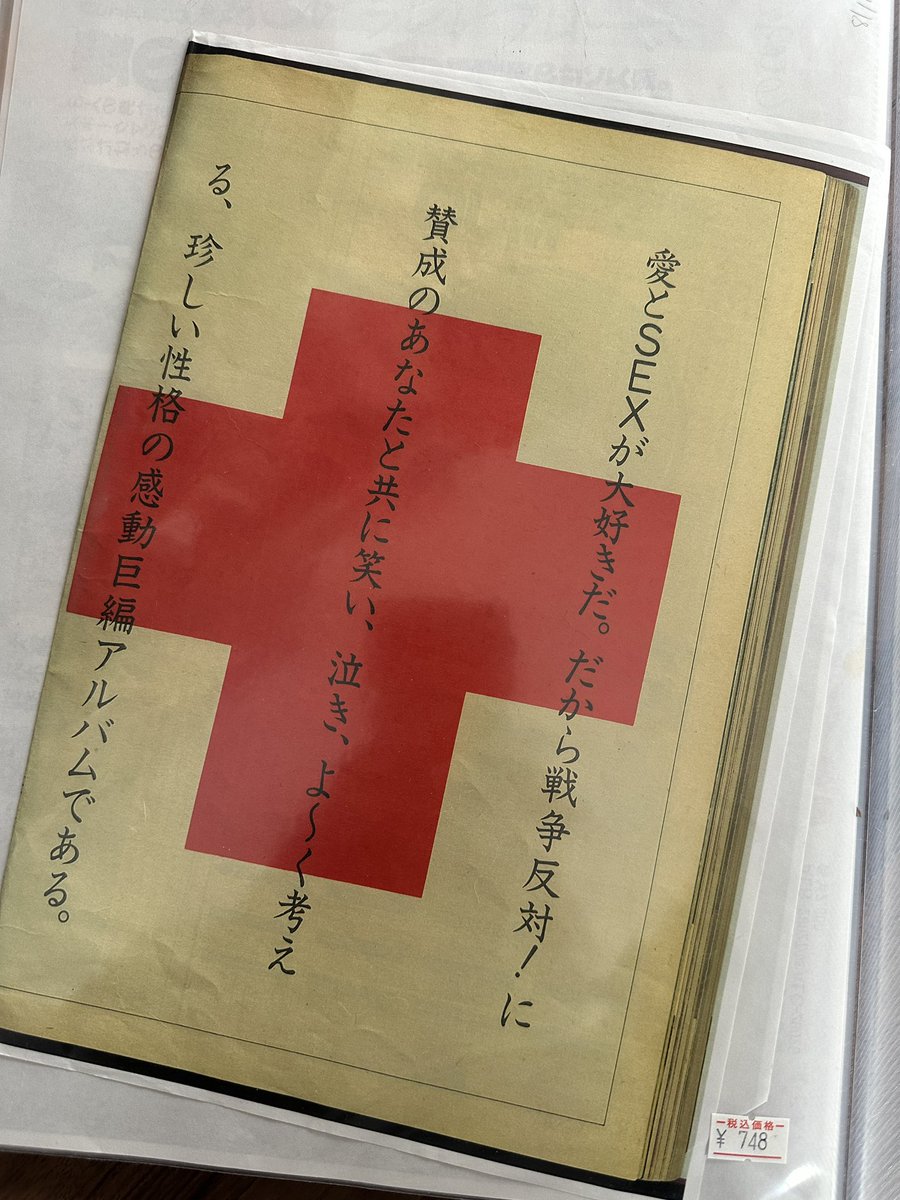 愛とSEXが大好きだ。だから戦争反対!に
賛成のあなたと共に笑い、泣き、よ〜く考え
る、珍しい性格の感動巨編アルバムである。
税込価格
¥ 748